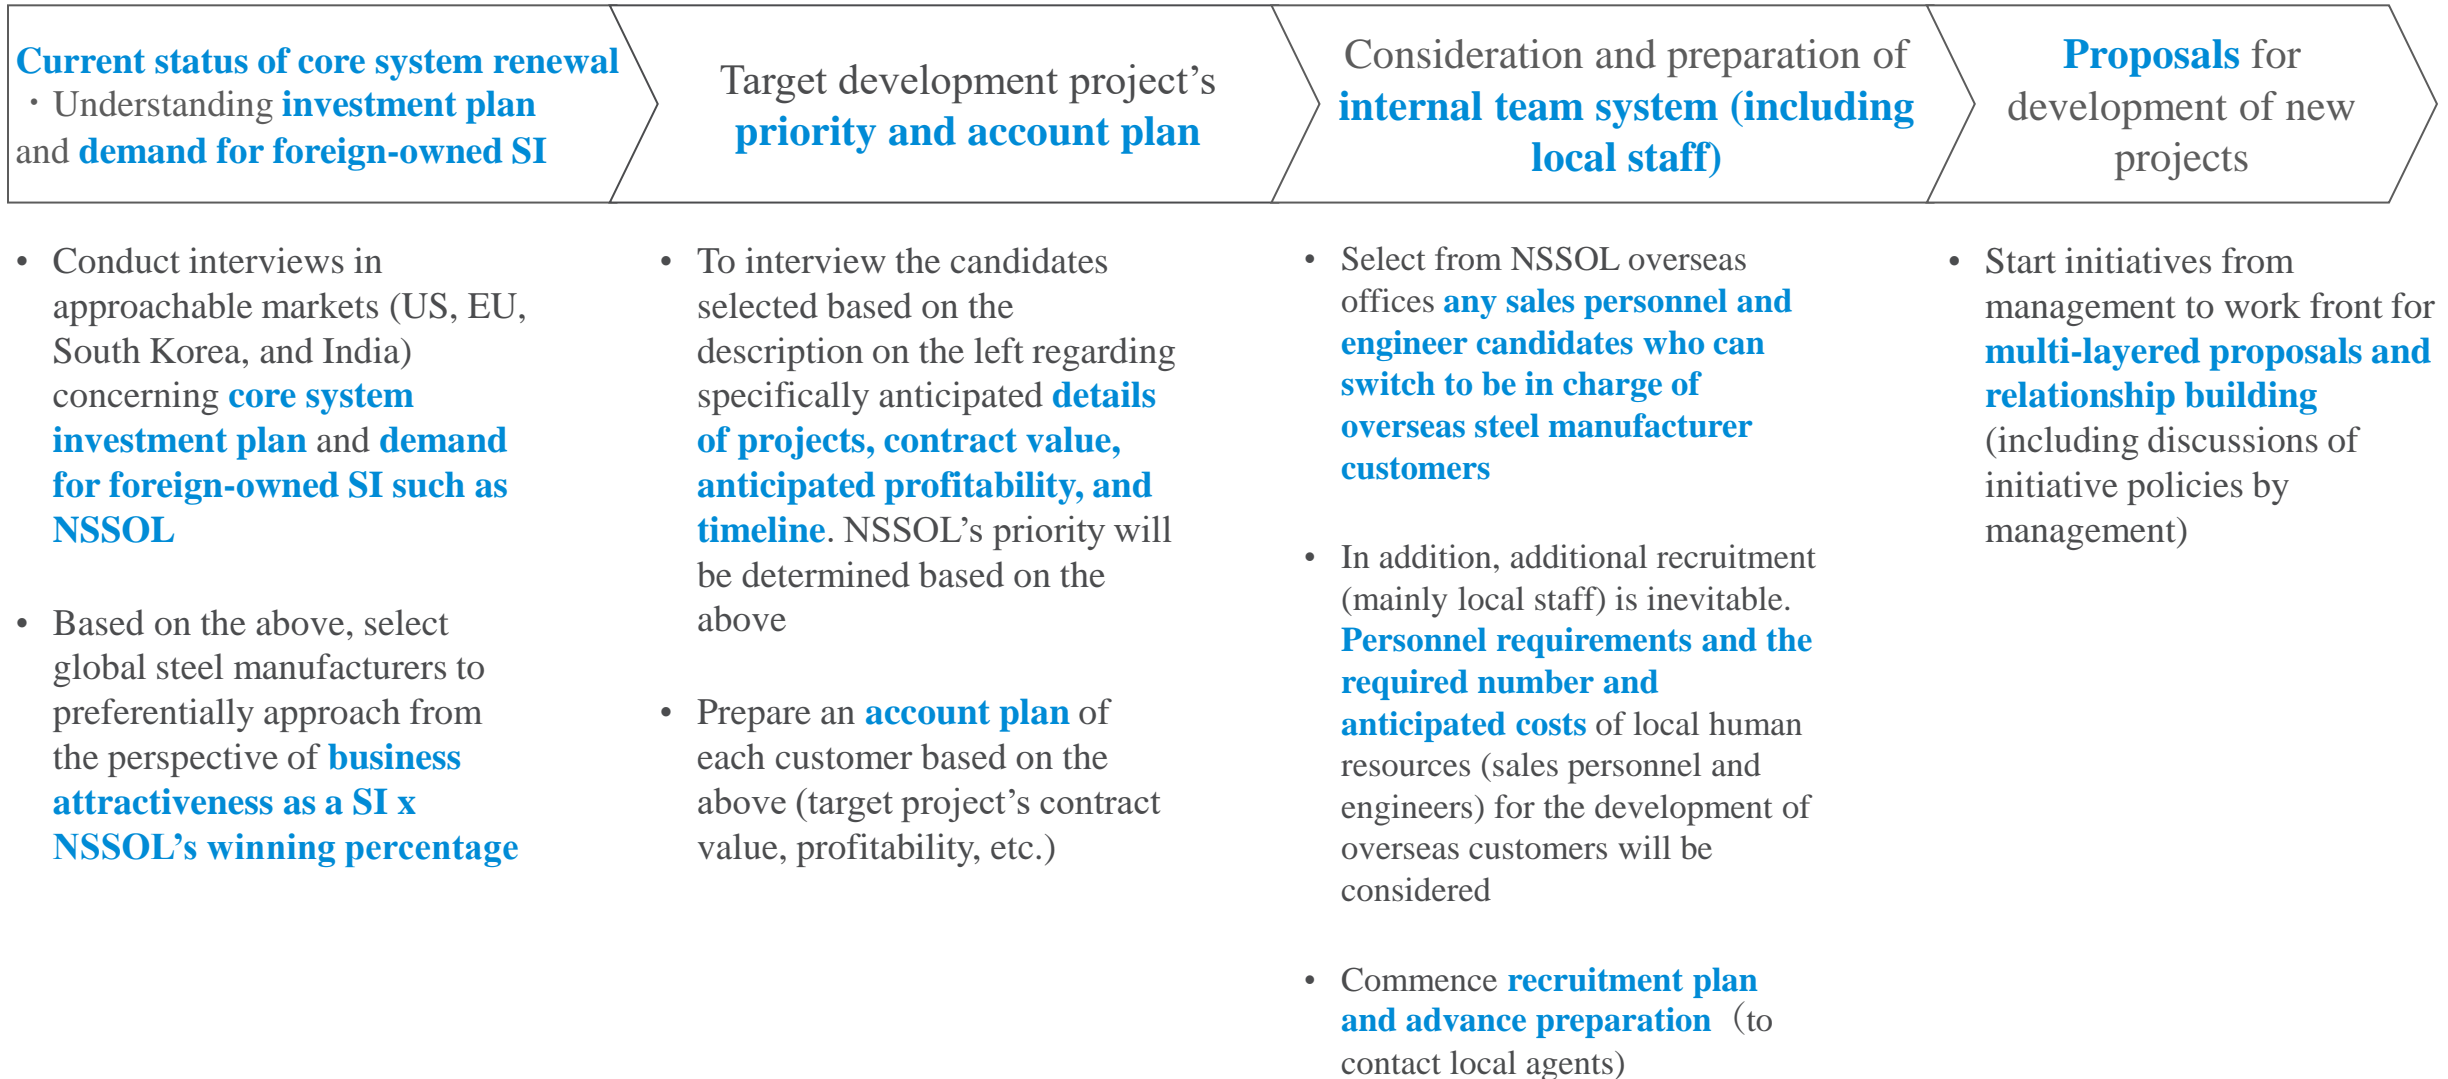 Current status of core system renewal
・Understanding investment plan
and demand for foreign-owned SI
Target development project’s
priority and account plan
Consideration and preparation of
internal team system (including
local staff)
Proposals for
development of new
projects
• Conduct interviews in
approachable markets (US, EU,
South Korea, and India)
concerning core system
investment plan and demand
for foreign-owned SI such as
NSSOL
• Based on the above, select
global steel manufacturers to
preferentially approach from
the perspective of business
attractiveness as a SI x
NSSOL’s winning percentage
• To interview the candidates
selected based on the
description on the left regarding
specifically anticipated details
of projects, contract value,
anticipated profitability, and
timeline. NSSOL’s priority will
be determined based on the
above
• Prepare an account plan of
each customer based on the
above (target project’s contract
value, profitability, etc.)
• Select from NSSOL overseas
offices any sales personnel and
engineer candidates who can
switch to be in charge of
overseas steel manufacturer
customers
• In addition, additional recruitment
(mainly local staff) is inevitable.
Personnel requirements and the
required number and
anticipated costs of local human
resources (sales personnel and
engineers) for the development of
overseas customers will be
considered
• Commence recruitment plan
and advance preparation（to
contact local agents)
• Start initiatives from
management to work front for
multi-layered proposals and
relationship building
(including discussions of
initiative policies by
management)